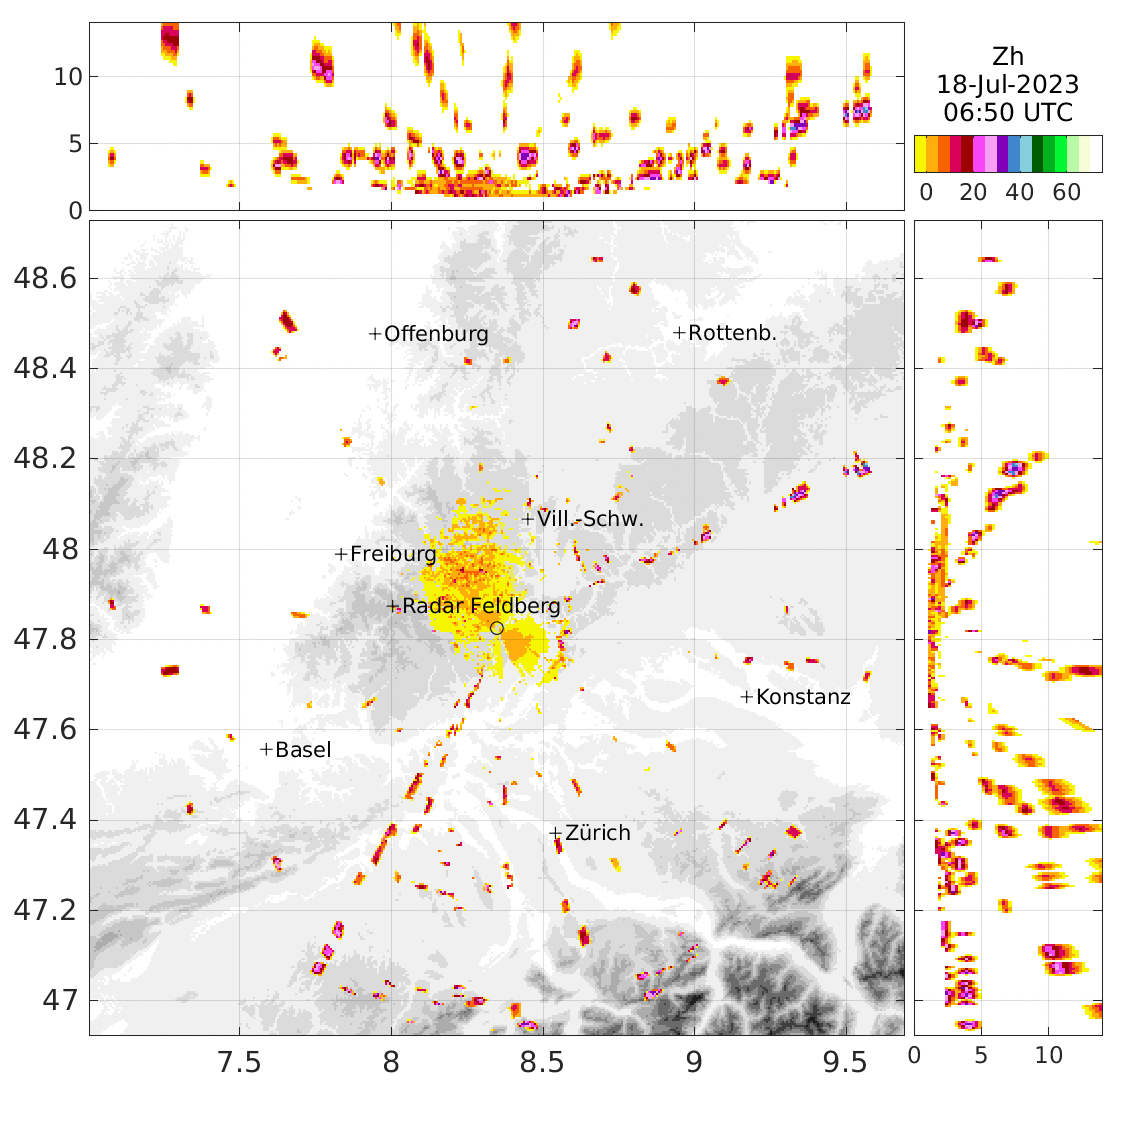 Zh
18-Jul-2023
06:50 UTC
0 20 40 60
10
5
0
48.6
48.4
48.2
48
47.8
47.6
47.4
47.2
47
+Offenburg
+Rottenb.
+Vill.-Schw.
+Freiburg
+Radar Feldberg
+Konstanz
+Basel
+Zürich
7.5 8 8.5 9 9.5
0 5 10